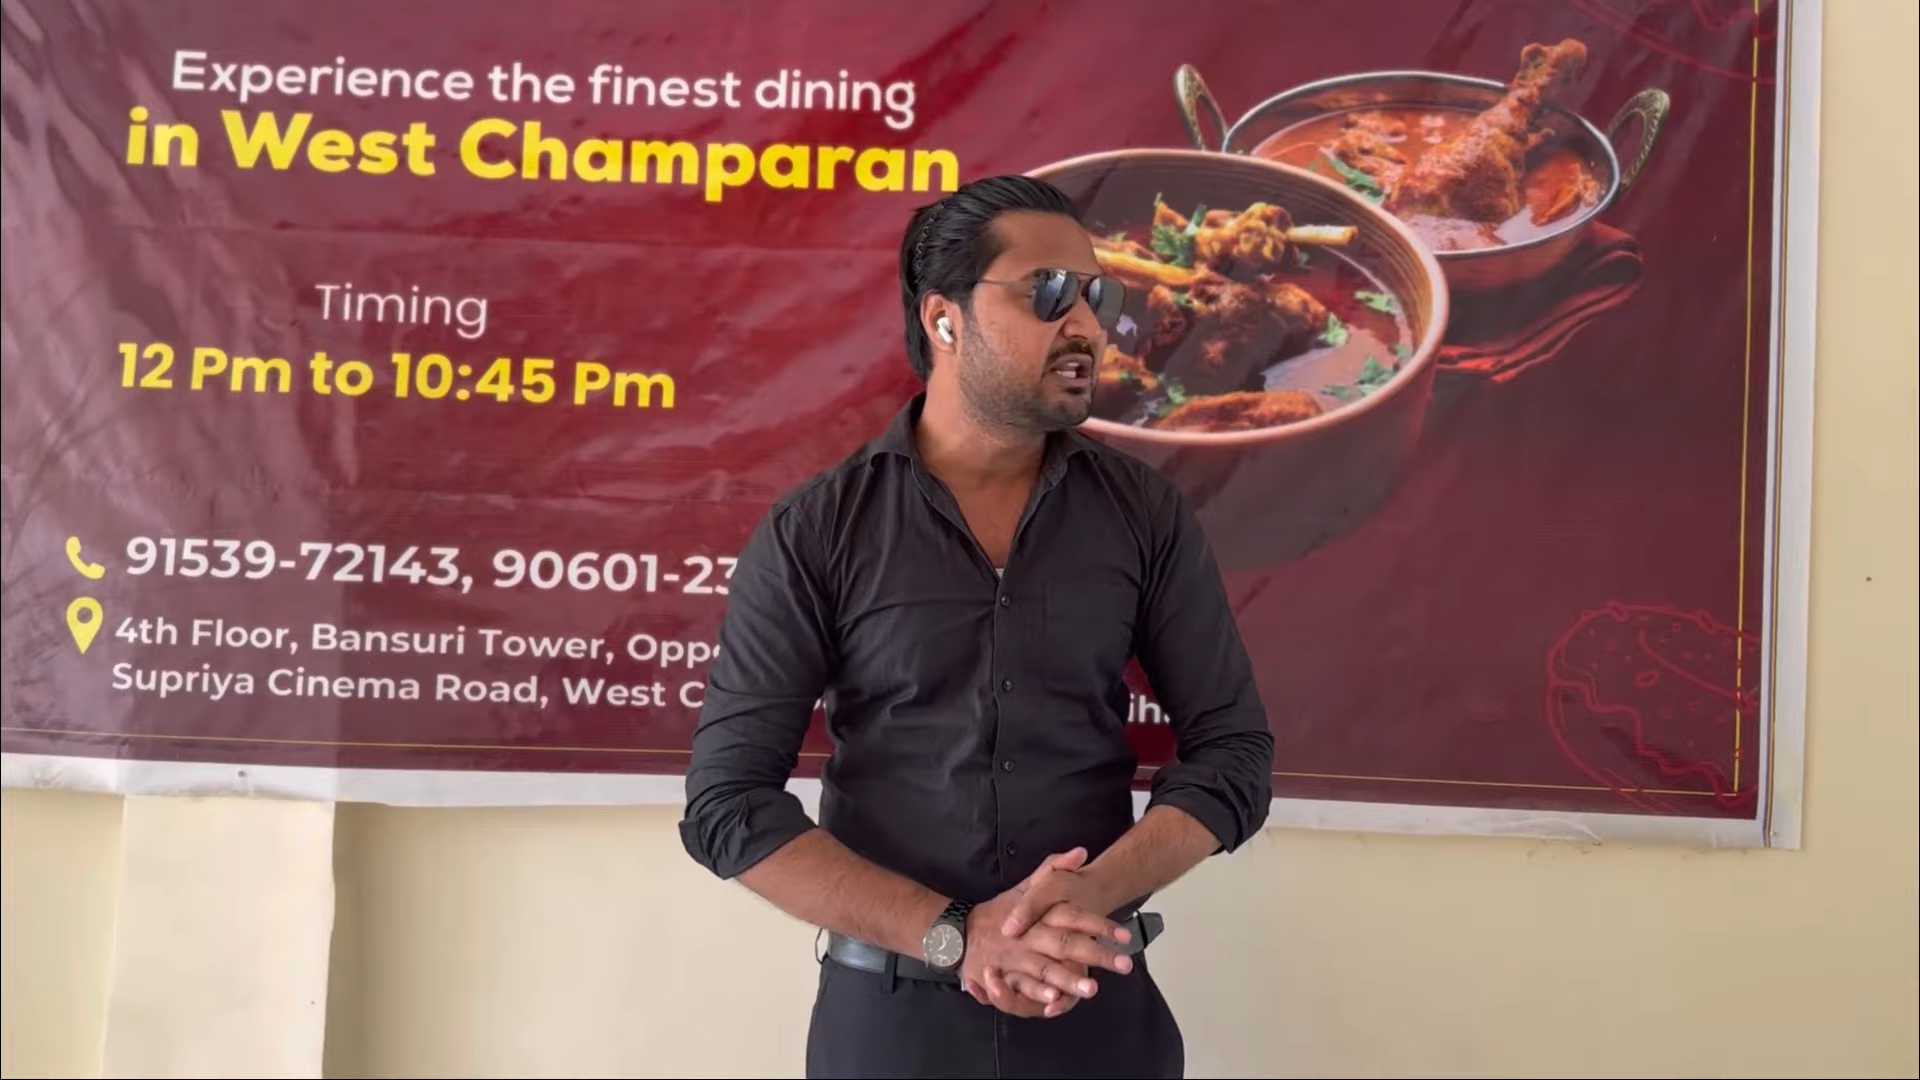 Experience the finest dining
in West Champaran
Timing
12 Pm to 10:45 Pm
91539-72143, 90601-23
4th Floor, Bansuri Tower,
Supriya Cinema Road, West